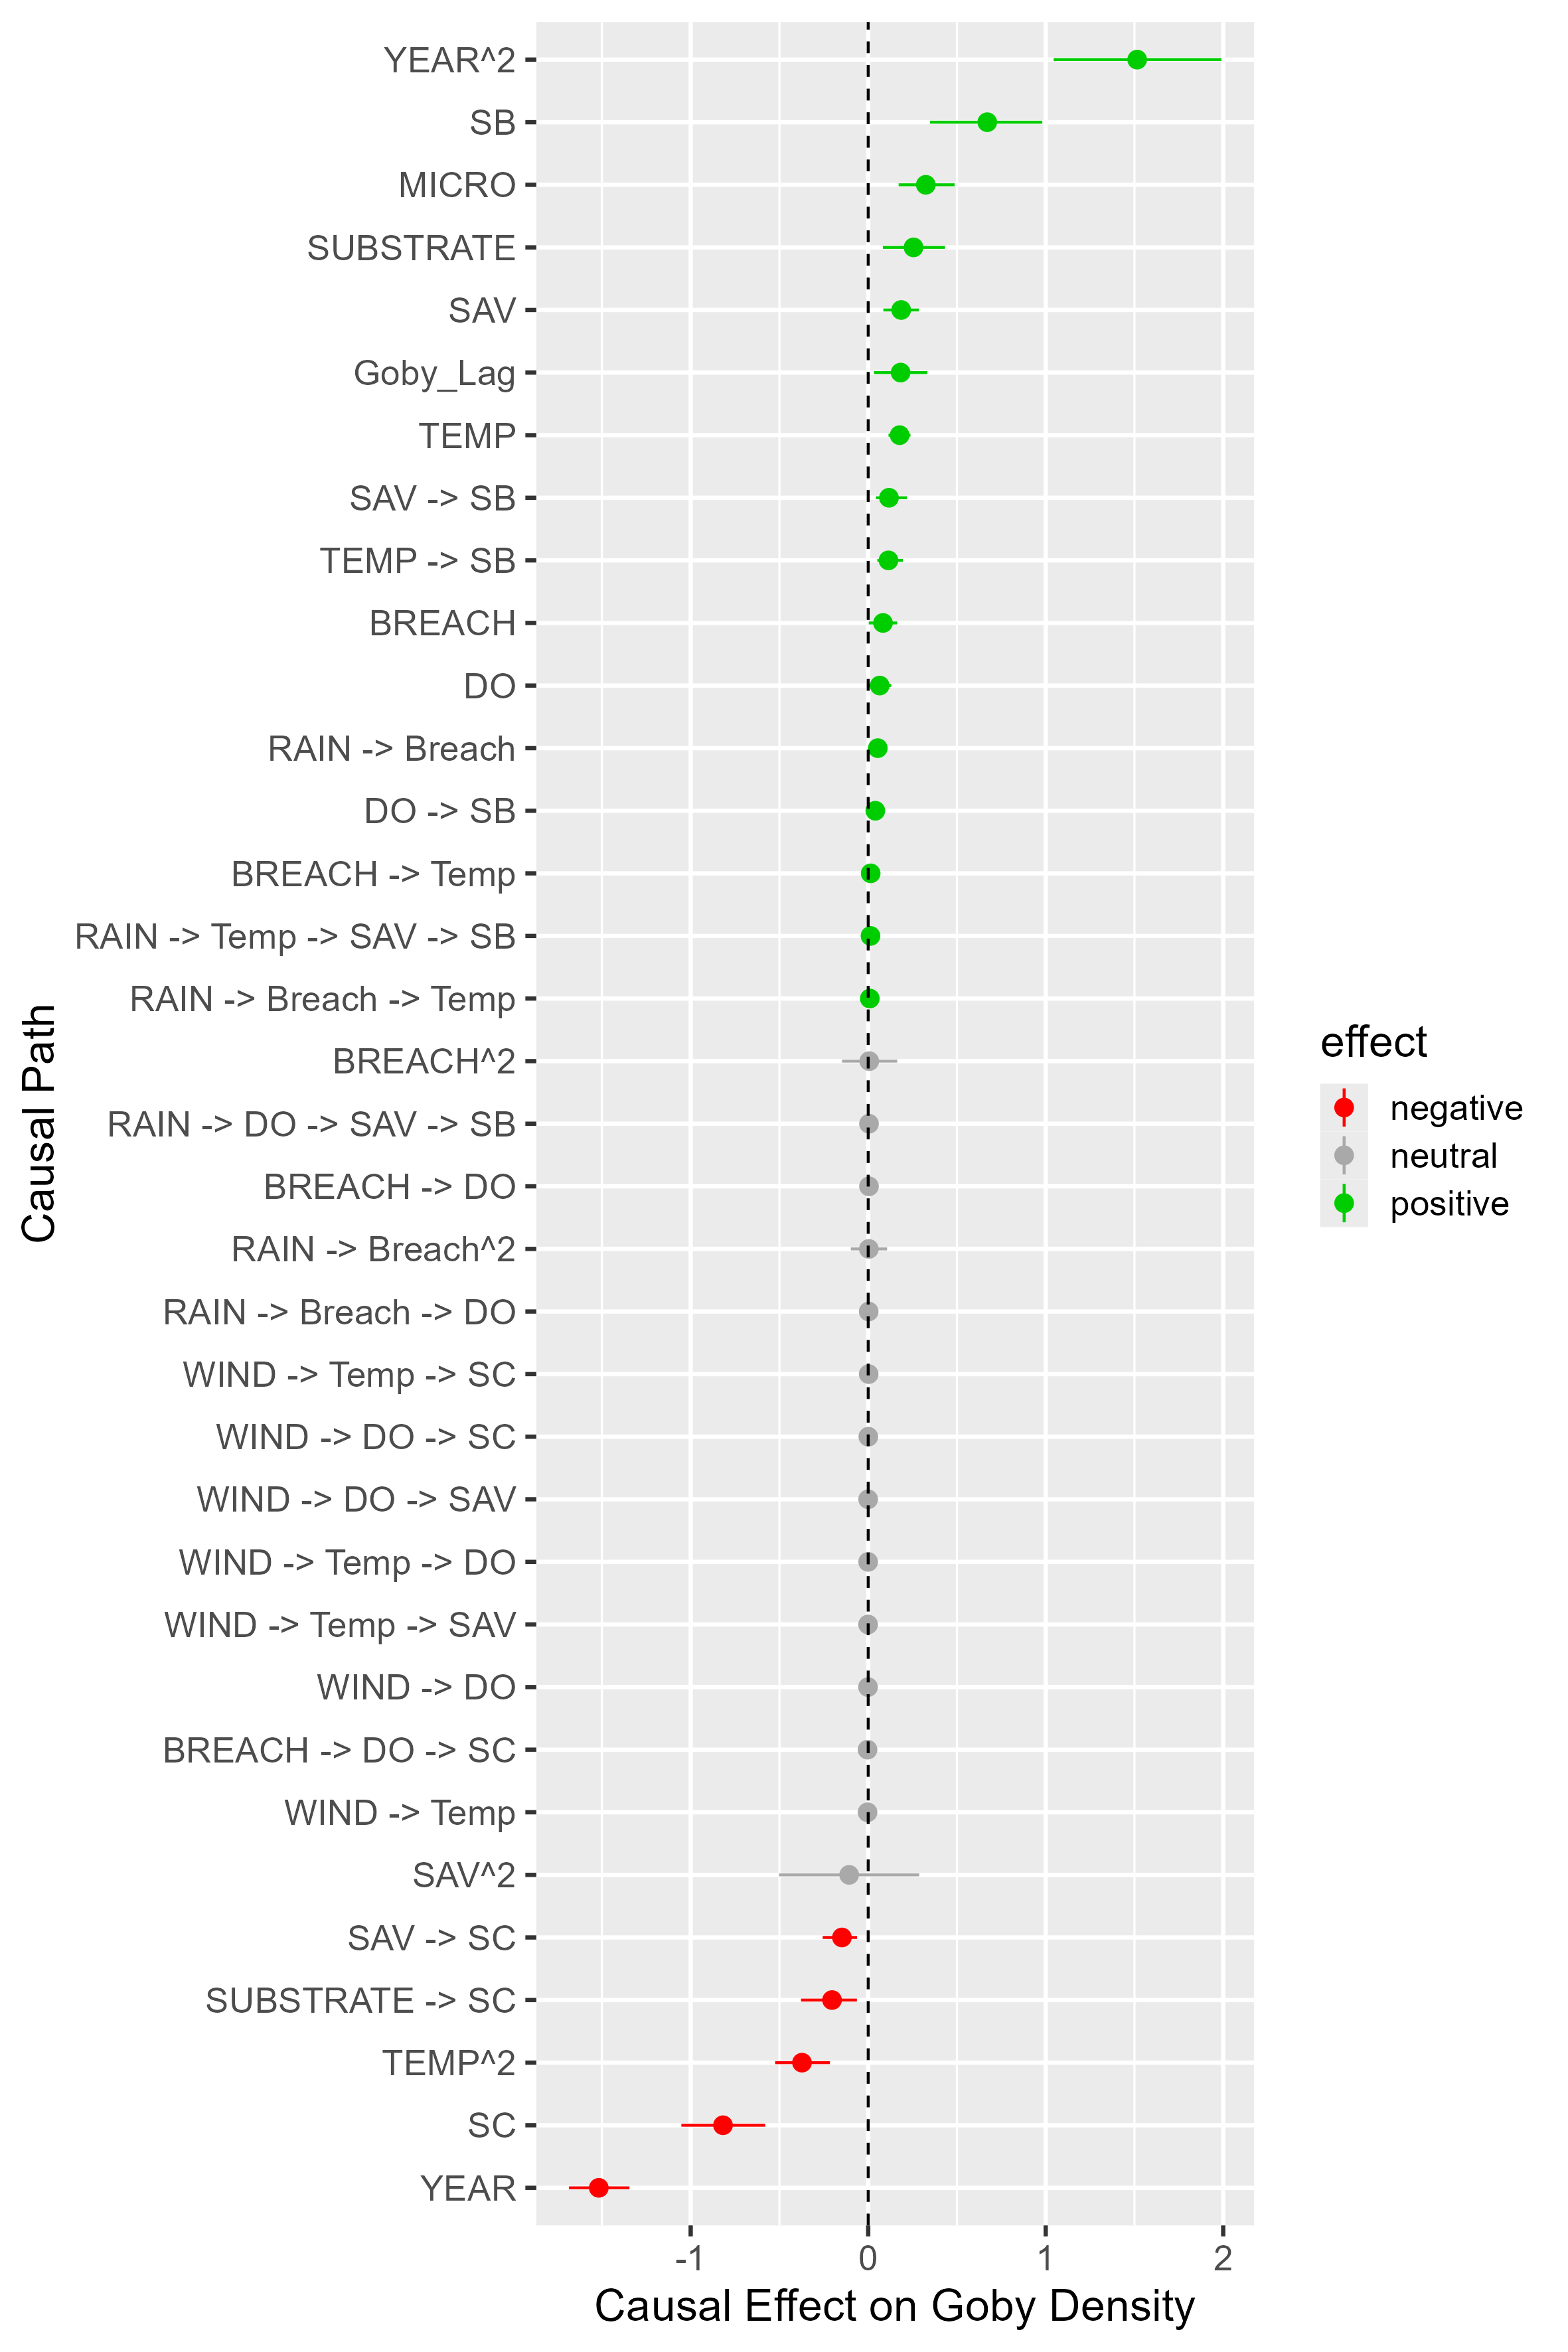 YEAR^2
SB
MICRO
SUBSTRATE
SAV
Goby_Lag
TEMP
SAV -> SB
TEMP -> SB
BREACH
DO
RAIN -> Breach
DO -> SB
BREACH -> Temp
RAIN -> Temp -> SAV -> SB
RAIN -> Breach -> Temp
BREACH^2
RAIN -> DO -> SAV -> SB
BREACH -> DO
RAIN -> Breach^2
RAIN -> Breach -> DO
WIND -> Temp -> SC
WIND -> DO -> SC
WIND -> DO -> SAV
WIND -> Temp -> DO
WIND -> Temp -> SAV
WIND -> DO
BREACH -> DO -> SC
WIND -> Temp
SAV^2
SAV -> SC
SUBSTRATE -> SC
TEMP^2
SC
YEAR
Causal Path
-1 0 1 2
Causal Effect on Goby Density
effect
negative
neutral
positive